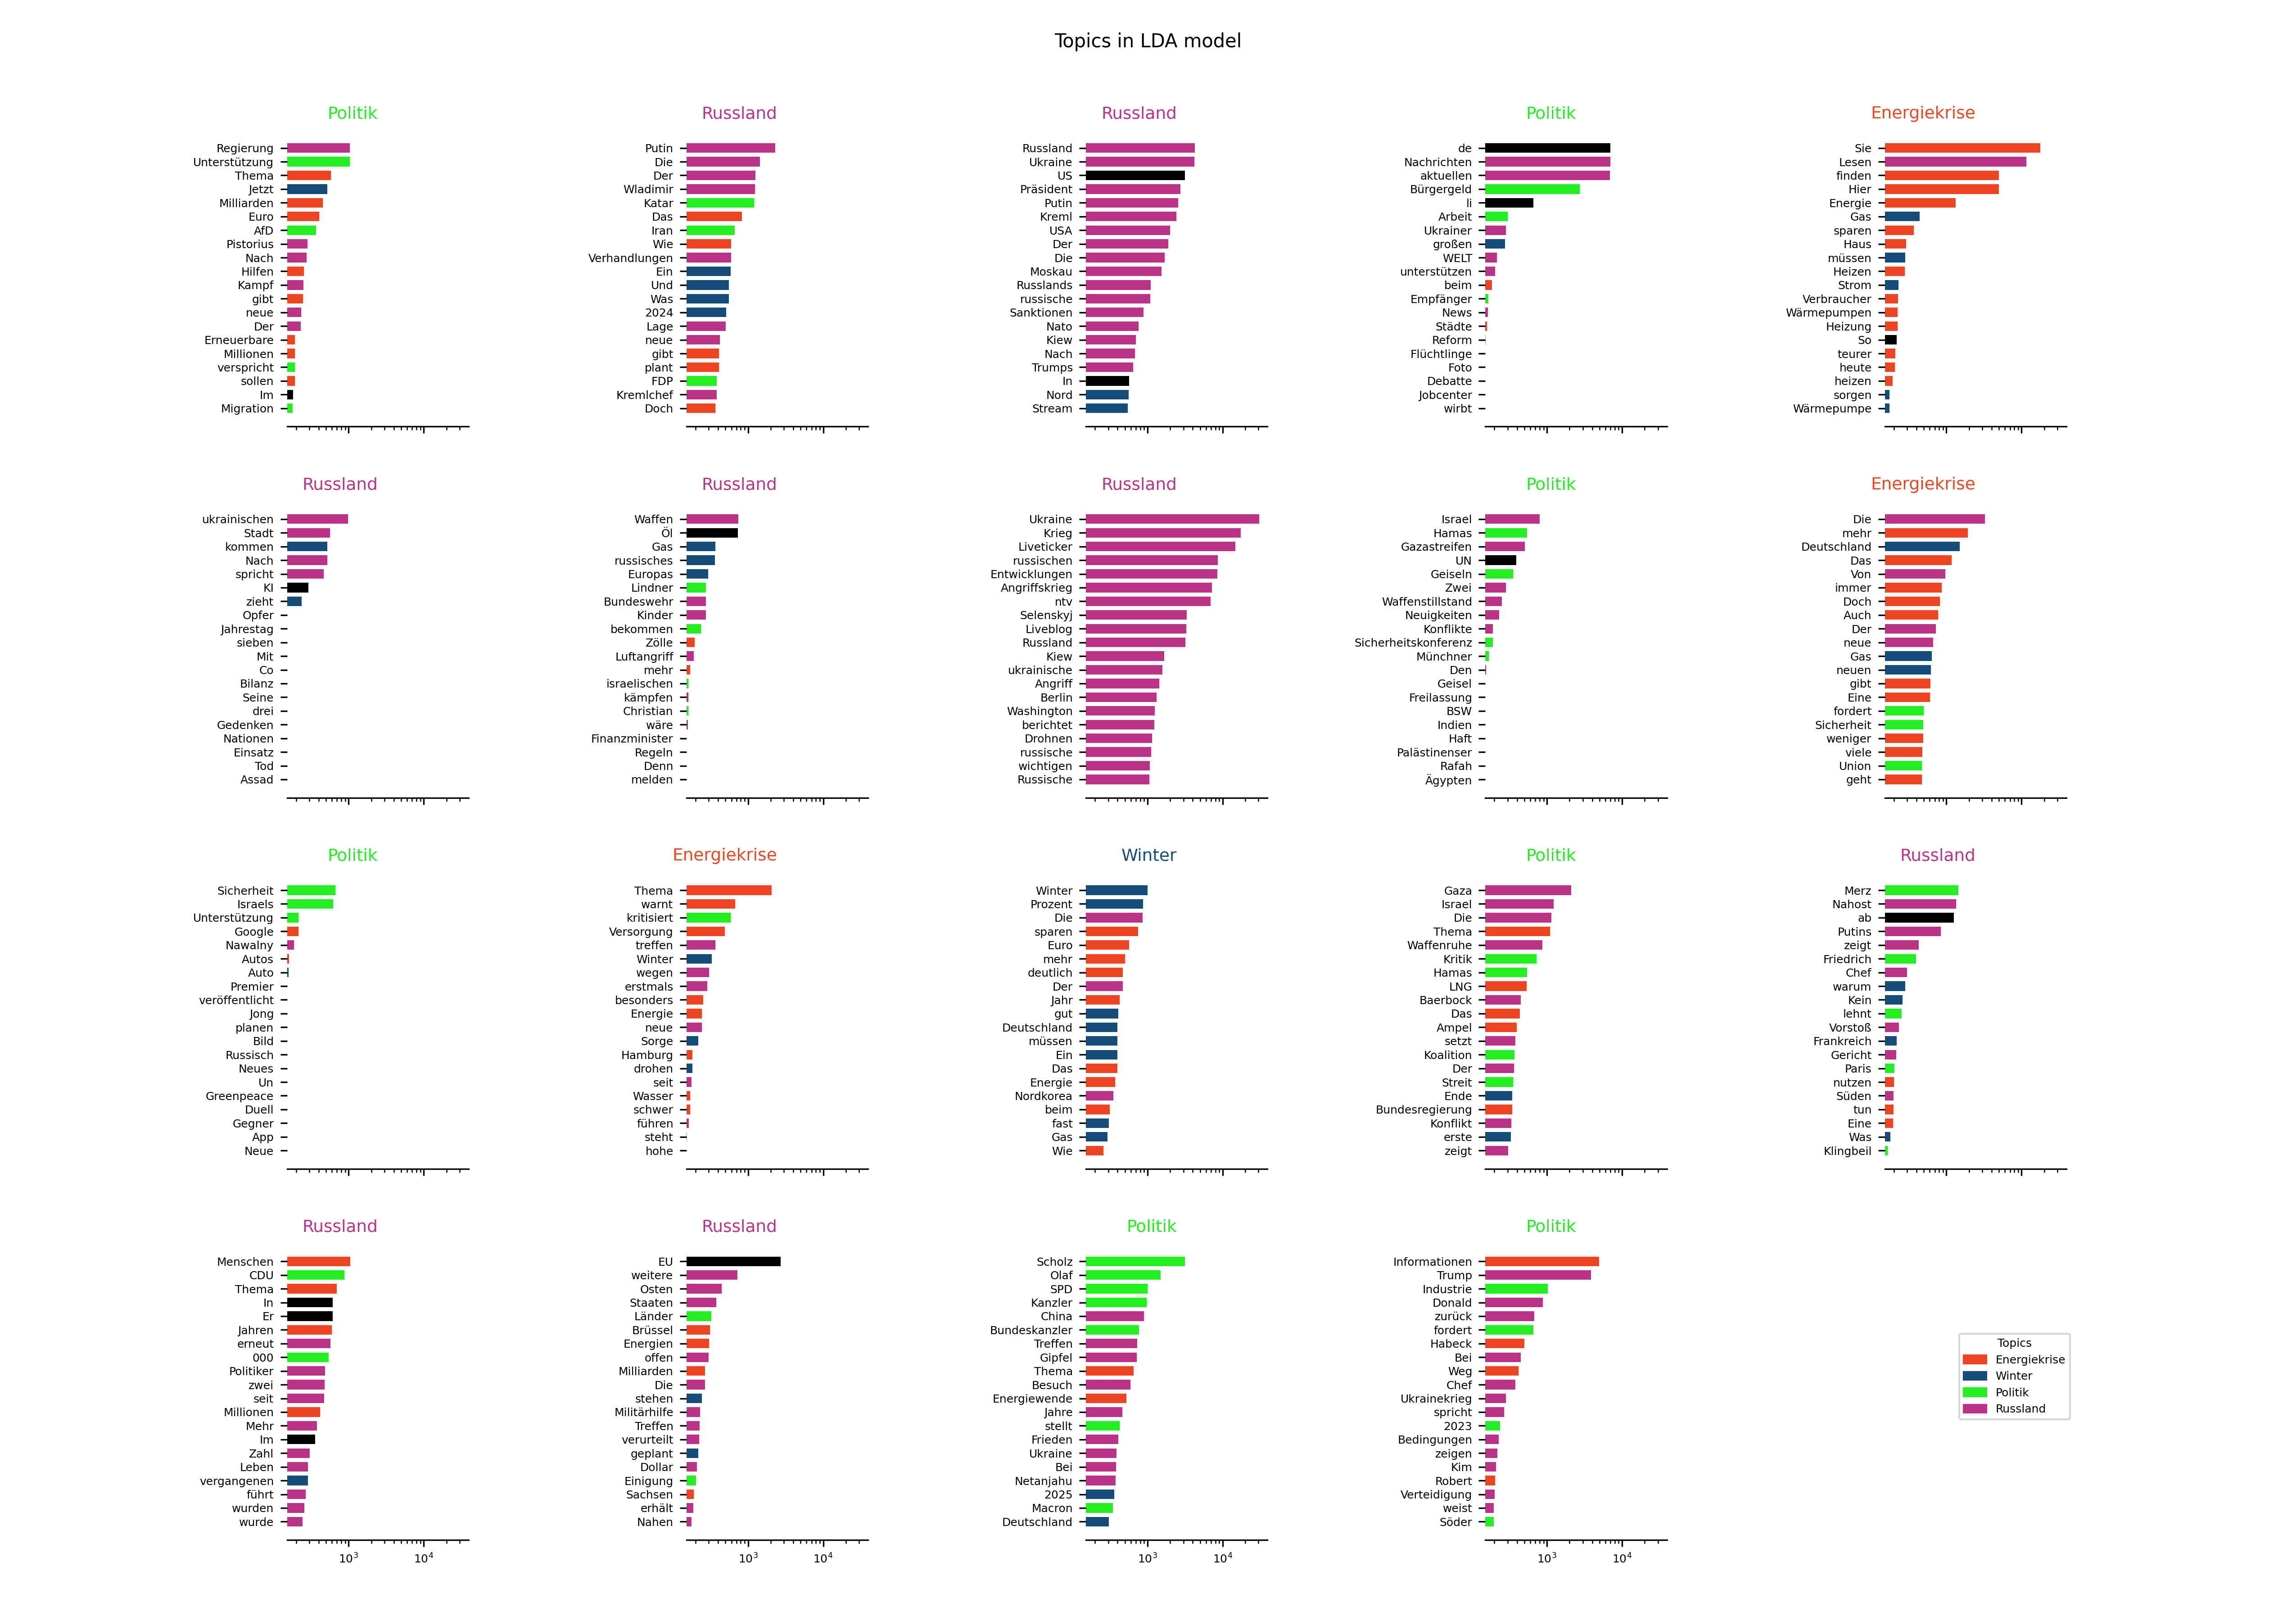 Topics in LDA model
Politik
Regierung
Unterstützung
Thema
Jetzt
Milliarden
Euro
AfD
Pistorius
Nach
Hilfen
Kampf
gibt
neue
Der
Erneuerbare
Millionen
verspricht
sollen
Im
Migration
Russland
Putin
Die
Der
Wladimir
Katar
Das
Iran
Wie
Verhandlungen
Ein
Und
Was
2024
Lage
neue
gibt
plant
FDP
Kremlchef
Doch
Russland
Russland
Ukraine
US
Präsident
Putin
Kreml
USA
Der
Die
Moskau
Russlands
russische
Sanktionen
Nato
Kiew
Nach
Trumps
In
Nord
Stream
Politik
de
Nachrichten
aktuellen
Bürgergeld
li
Arbeit
Ukrainer
großen
WELT
unterstützen
beim
Empfänger
News
Städte
Reform
Flüchtlinge
Foto
Debatte
Jobcenter
wirbt
Energiekrise
Sie
Lesen
finden
Hier
Energie
Gas
sparen
Haus
müssen
Heizen
Strom
Verbraucher
Wärmepumpen
Heizung
So
teurer
heute
heizen
sorgen
Wärmepumpe
Russland
ukrainischen
Stadt
kommen
Nach
spricht
KI
zieht
Opfer
Jahrestag
sieben
Mit
Co
Bilanz
Seine
drei
Gedenken
Nationen
Einsatz
Tod
Assad
Russland
Waffen
Öl
Gas
russisches
Europas
Lindner
Bundeswehr
Kinder
bekommen
Zölle
Luftangriff
mehr
israelischen
kämpfen
Christian
wäre
Finanzminister
Regeln
Denn
melden
Russland
Ukraine
Krieg
Liveticker
russischen
Entwicklungen
Angriffskrieg
ntv
Selenskyj
Liveblog
Russland
Kiew
ukrainische
Angriff
Berlin
Washington
berichtet
Drohnen
russische
wichtigen
Russische
Politik
Israel
Hamas
Gazastreifen
UN
Geiseln
Zwei
Waffenstillstand
Neuigkeiten
Konflikte
Sicherheitskonferenz
Münchner
Den
Geisel
Freilassung
BSW
Indien
Haft
Palästinenser
Rafah
Ägypten
Energiekrise
Die
mehr
Deutschland
Das
Von
immer
Doch
Auch
Der
neue
Gas
neuen
gibt
Eine
fordert
Sicherheit
weniger
viele
Union
geht
Politik
Sicherheit
Israels
Unterstützung
Google
Nawalny
Autos
Auto
Premier
veröffentlicht
Jong
planen
Bild
Russisch
Neues
Un
Greenpeace
Duell
Gegner
App
Neue
Energiekrise
Thema
warnt
kritisiert
Versorgung
treffen
Winter
wegen
erstmals
besonders
Energie
neue
Sorge
Hamburg
drohen
seit
Wasser
schwer
führen
steht
hohe
Winter
Winter
Prozent
Die
sparen
Euro
mehr
deutlich
Der
Jahr
gut
Deutschland
müssen
Ein
Das
Energie
Nordkorea
beim
fast
Gas
Wie
Politik
Gaza
Israel
Die
Thema
Waffenruhe
Kritik
Hamas
LNG
Baerbock
Das
Ampel
setzt
Koalition
Der
Streit
Ende
Bundesregierung
Konflikt
erste
zeigt
Russland
Merz
Nahost
ab
Putins
zeigt
Friedrich
Chef
warum
Kein
lehnt
Vorstoß
Frankreich
Gericht
Paris
nutzen
Süden
tun
Eine
Was
Klingbeil
Russland
Menschen
CDU
Thema
In
Er
Jahren
erneut
000
Politiker
zwei
seit
Millionen
Mehr
Im
Zahl
Leben
vergangenen
führt
wurden
wurde
10³
10⁴
Russland
EU
weitere
Osten
Staaten
Länder
Brüssel
Energien
offen
Milliarden
Die
stehen
Militärhilfe
Treffen
verurteilt
geplant
Dollar
Einigung
Sachsen
erhält
Nahen
10³
10⁴
Politik
Scholz
Olaf
SPD
Kanzler
China
Bundeskanzler
Treffen
Gipfel
Thema
Besuch
Energiewende
Jahre
stellt
Frieden
Ukraine
Bei
Netanjahu
2025
Macron
Deutschland
10³
10⁴
Politik
Informationen
Trump
Industrie
Donald
zurück
fordert
Habeck
Bei
Weg
Chef
Ukrainekrieg
spricht
2023
Bedingungen
zeigen
Kim
Robert
Verteidigung
weist
Söder
10³
10⁴
Topics
Energiekrise
Winter
Politik
Russland